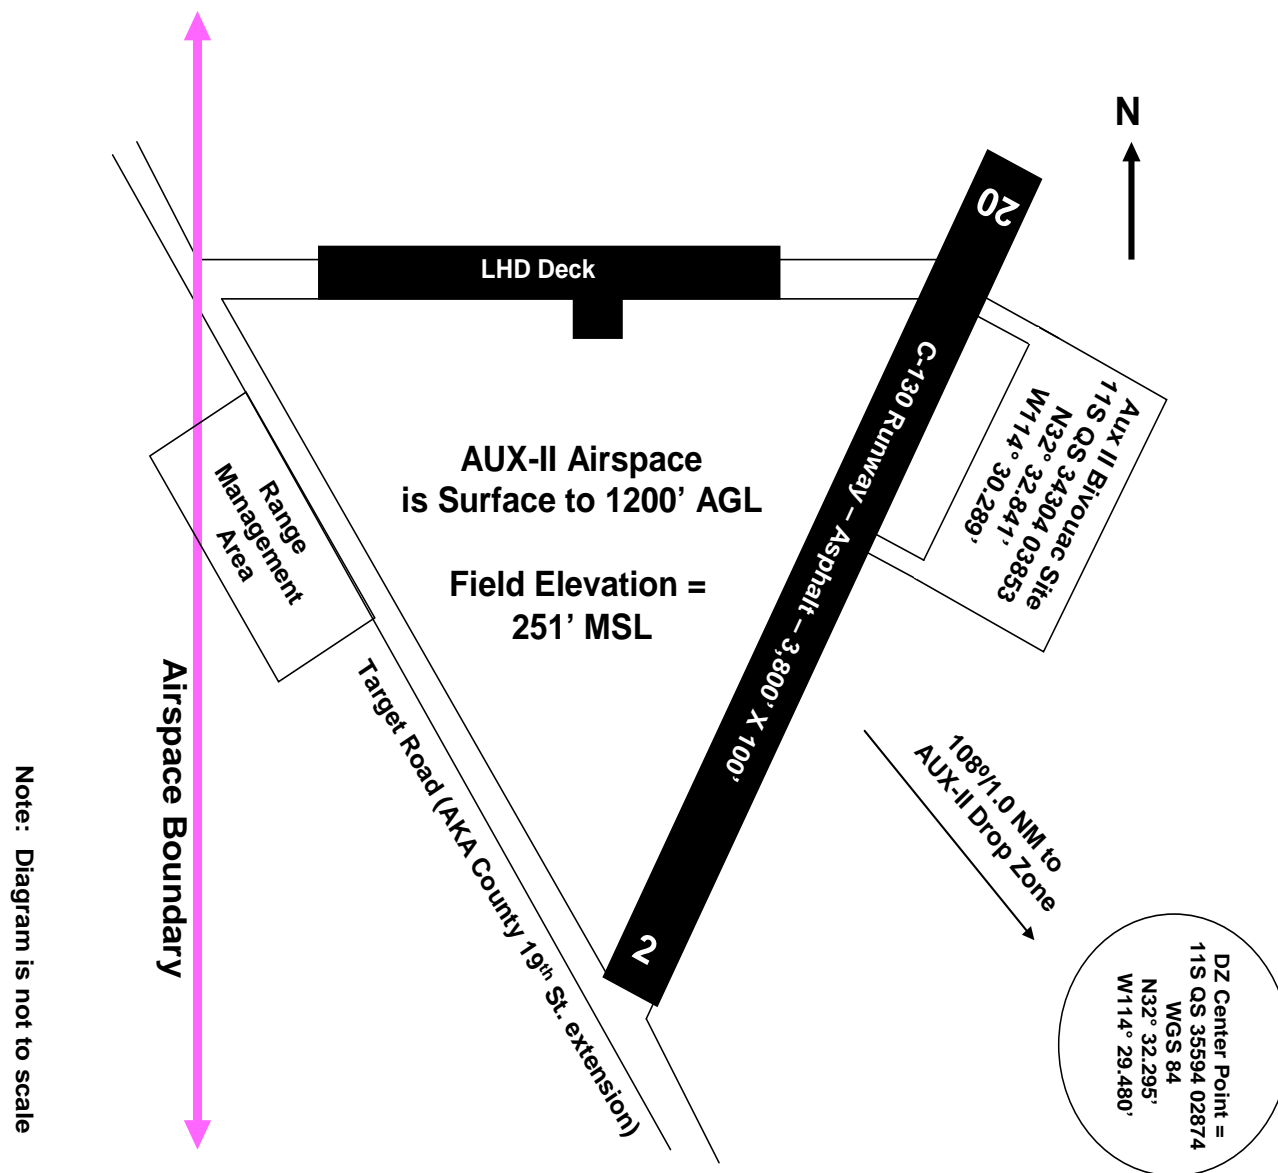 N
20
LHD Deck
C-130 Runway – Asphalt – 3,800’ X 100’
2
Aux II Bivouac Site
11S QS 34304 03853
N32° 32.841’
W114° 30.289’
AUX-II Airspace
is Surface to 1200’ AGL
Field Elevation =
251’ MSL
Range
Management
Area
Airspace Boundary
Target Road (AKA County 19th St. extension)
108º/1.0 NM to
AUX-II Drop Zone
DZ Center Point =
11S QS 35594 02874
WGS 84
N32° 32.295’
W114° 29.480’
Note: Diagram is not to scale